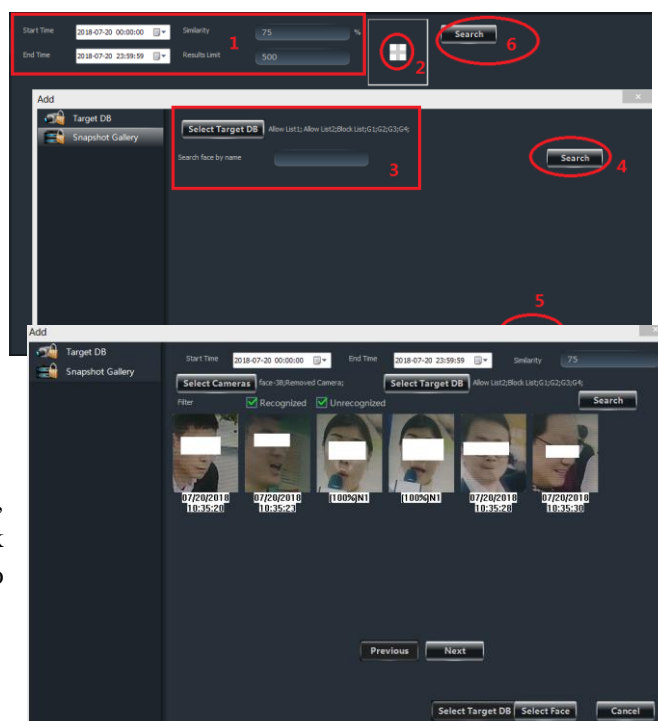 Start Time 2018-07-20 00:00:00 Similarity 75 %
1
End Time 2018-07-20 23:59:59 Results Limit 500
2
Search 6
Add
Target DB
Snapshot Gallery
Select Target DB Allow List1; Allow List2;Block List;G1;G2;G3;G4;
Search face by name
3
Search 4
5
Add
Target DB
Snapshot Gallery
Start Time 2018-07-20 00:00:00 End Time 2018-07-20 23:59:59 Similarity 75
Select Cameras face-38;Removed Camera; Select Target DB Allow List2;Block List;G1;G2;G3;G4;
Filter Recognized Unrecognized Search
07/20/2018 07/20/2018 (100%)N1 (100%)N1 07/20/2018 07/20/2018
10:35:20 10:35:23 10:35:28 10:35:30
,
k
Previous Next
Select Target DB Select Face Cancel